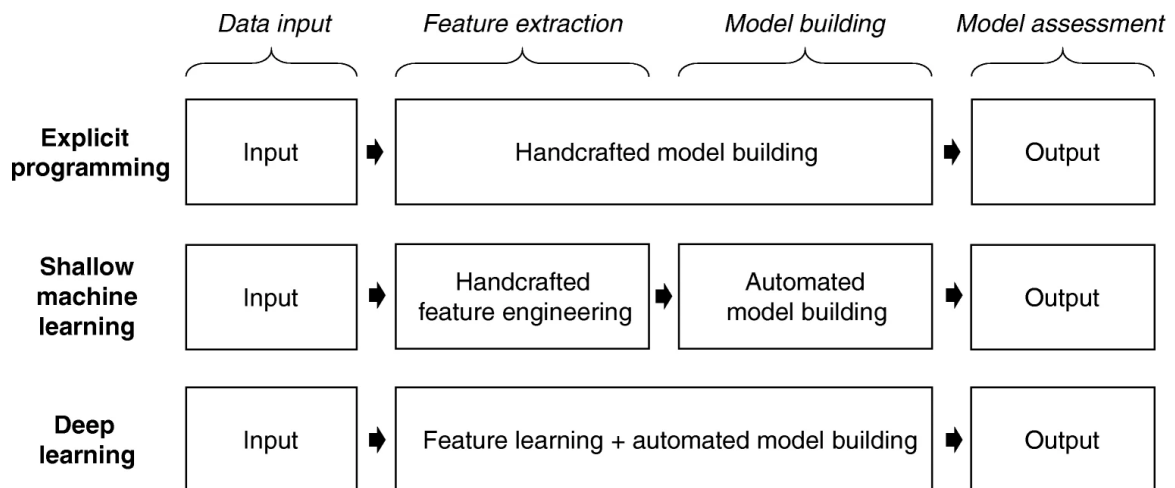 Data input
Feature extraction
Model building
Model assessment
Explicit
programming
Input
Handcrafted model building
Output
Shallow
machine
learning
Input
Handcrafted
feature engineering
Automated
model building
Output
Deep
learning
Input
Feature learning + automated model building
Output